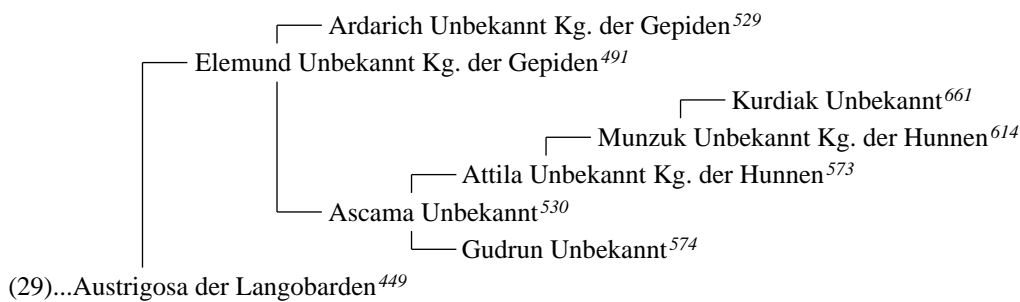 Ardarich Unbekannt Kg. der Gepiden529
Elemund Unbekannt Kg. der Gepiden491
Kurdiak Unbekannt661
Munzuk Unbekannt Kg. der Hunnen614
Attila Unbekannt Kg. der Hunnen573
Ascama Unbekannt530
Gudrun Unbekannt574
(29)...Austrigosa der Langobarden449